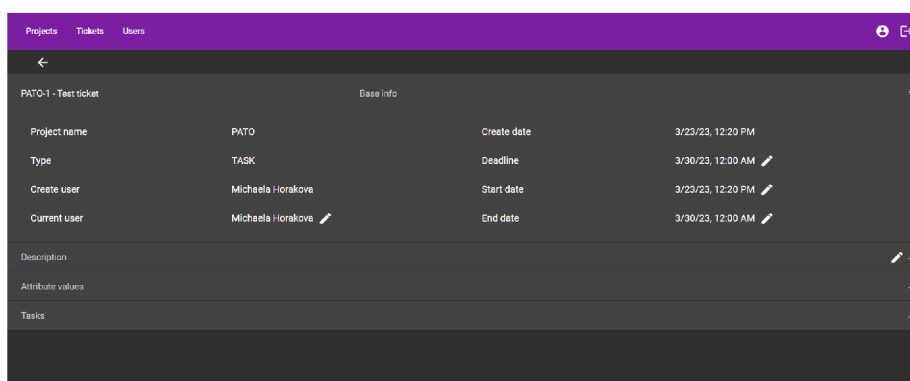 Projects Tickets Users
PATO-1 - Test ticket Base info
Project name PATO Create date 3/23/23, 12:20 PM
Type TASK Deadline 3/30/23, 12:00 AM
Create user Michaela Horakova Start date 3/23/23, 12:20 PM
Current user Michaela Horakova End date 3/30/23, 12:00 AM
Description
Attribute values
Tasks